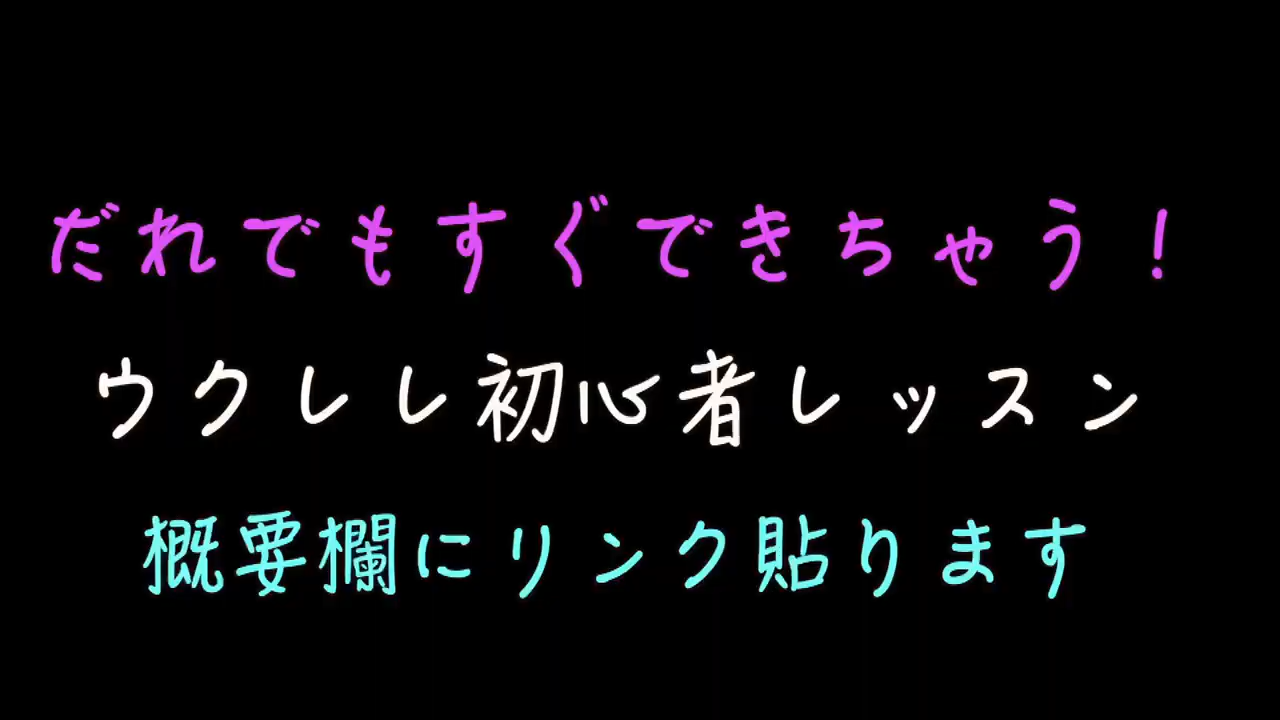 だれでもすぐできちゃう！
ウクレレ初心者レッスン
概要欄にリンク貼ります